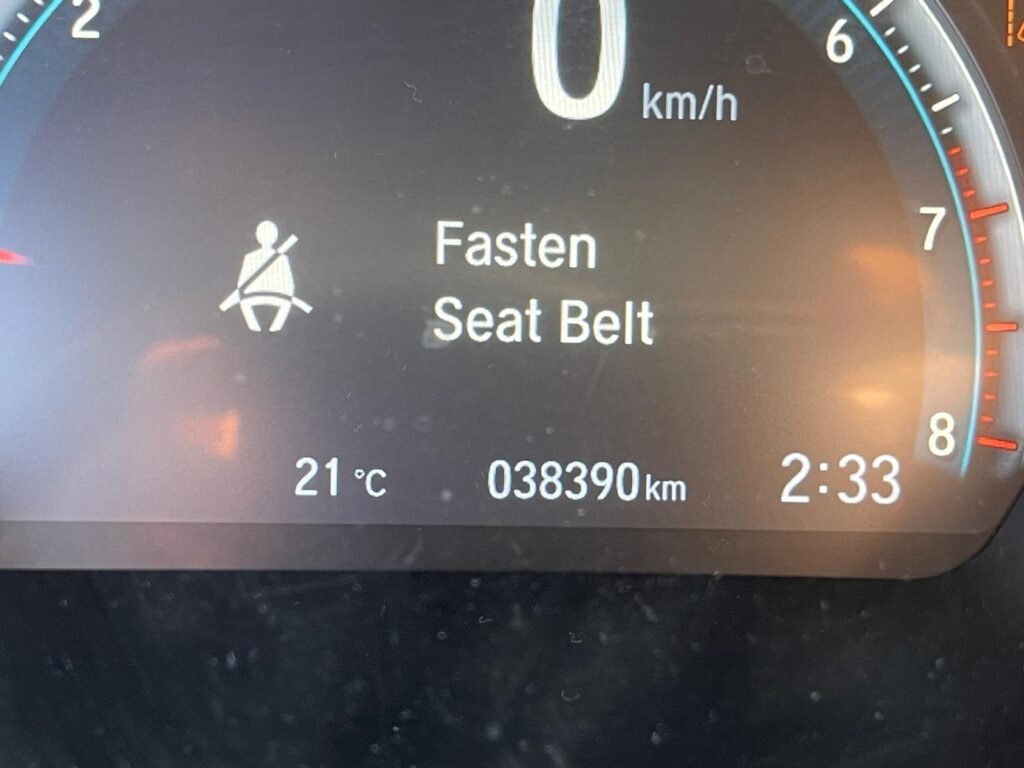 2
0 km/h
6
7
Fasten
Seat Belt
8
21 °C 038390 km 2:33